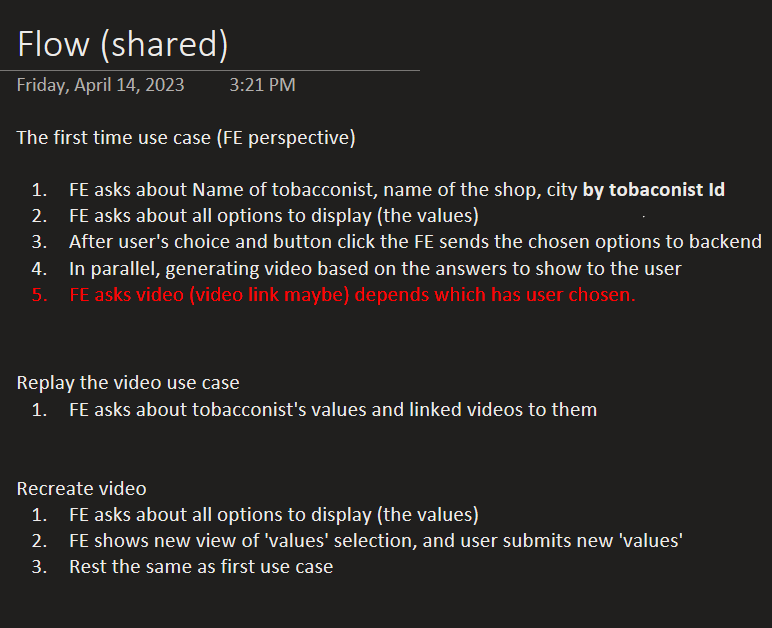 Flow (shared)
Friday, April 14, 2023 3:21 PM
The first time use case (FE perspective)
1. FE asks about Name of tobacconist, name of the shop, city by tobaconist Id
2. FE asks about all options to display (the values)
3. After user's choice and button click the FE sends the chosen options to backend
4. In parallel, generating video based on the answers to show to the user
5. FE asks video (video link maybe) depends which has user chosen.
Replay the video use case
1. FE asks about tobacconist's values and linked videos to them
Recreate video
1. FE asks about all options to display (the values)
2. FE shows new view of 'values' selection, and user submits new 'values'
3. Rest the same as first use case